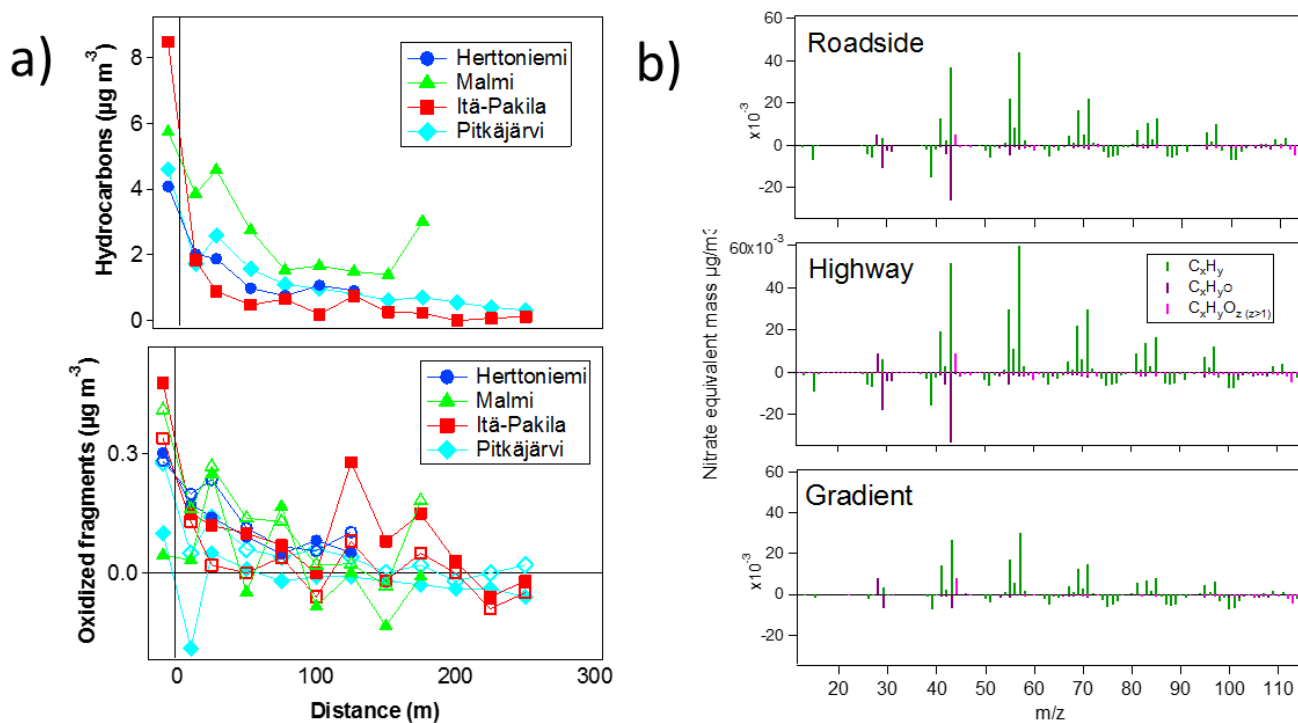 a)
Hydrocarbons (µg m-3)
8
6
4
2
0
Herttoniemi
Malmi
Itä-Pakila
Pitkäjärvi
Oxidized fragments (µg m-3)
0.3
0.0
Herttoniemi
Malmi
Itä-Pakila
Pitkäjärvi
0 100 200 300
Distance (m)
b)
Nitrate equivalent mass µg/m3
Roadside
60
40
20
0
-20
x10-3
Highway
60x10-3
40
20
0
-20
CxHy
CxHyO
CxHyOz (z>1)
Gradient
60
40
20
0
-20
x10-3
20 30 40 50 60 70 80 90 100 110
m/z